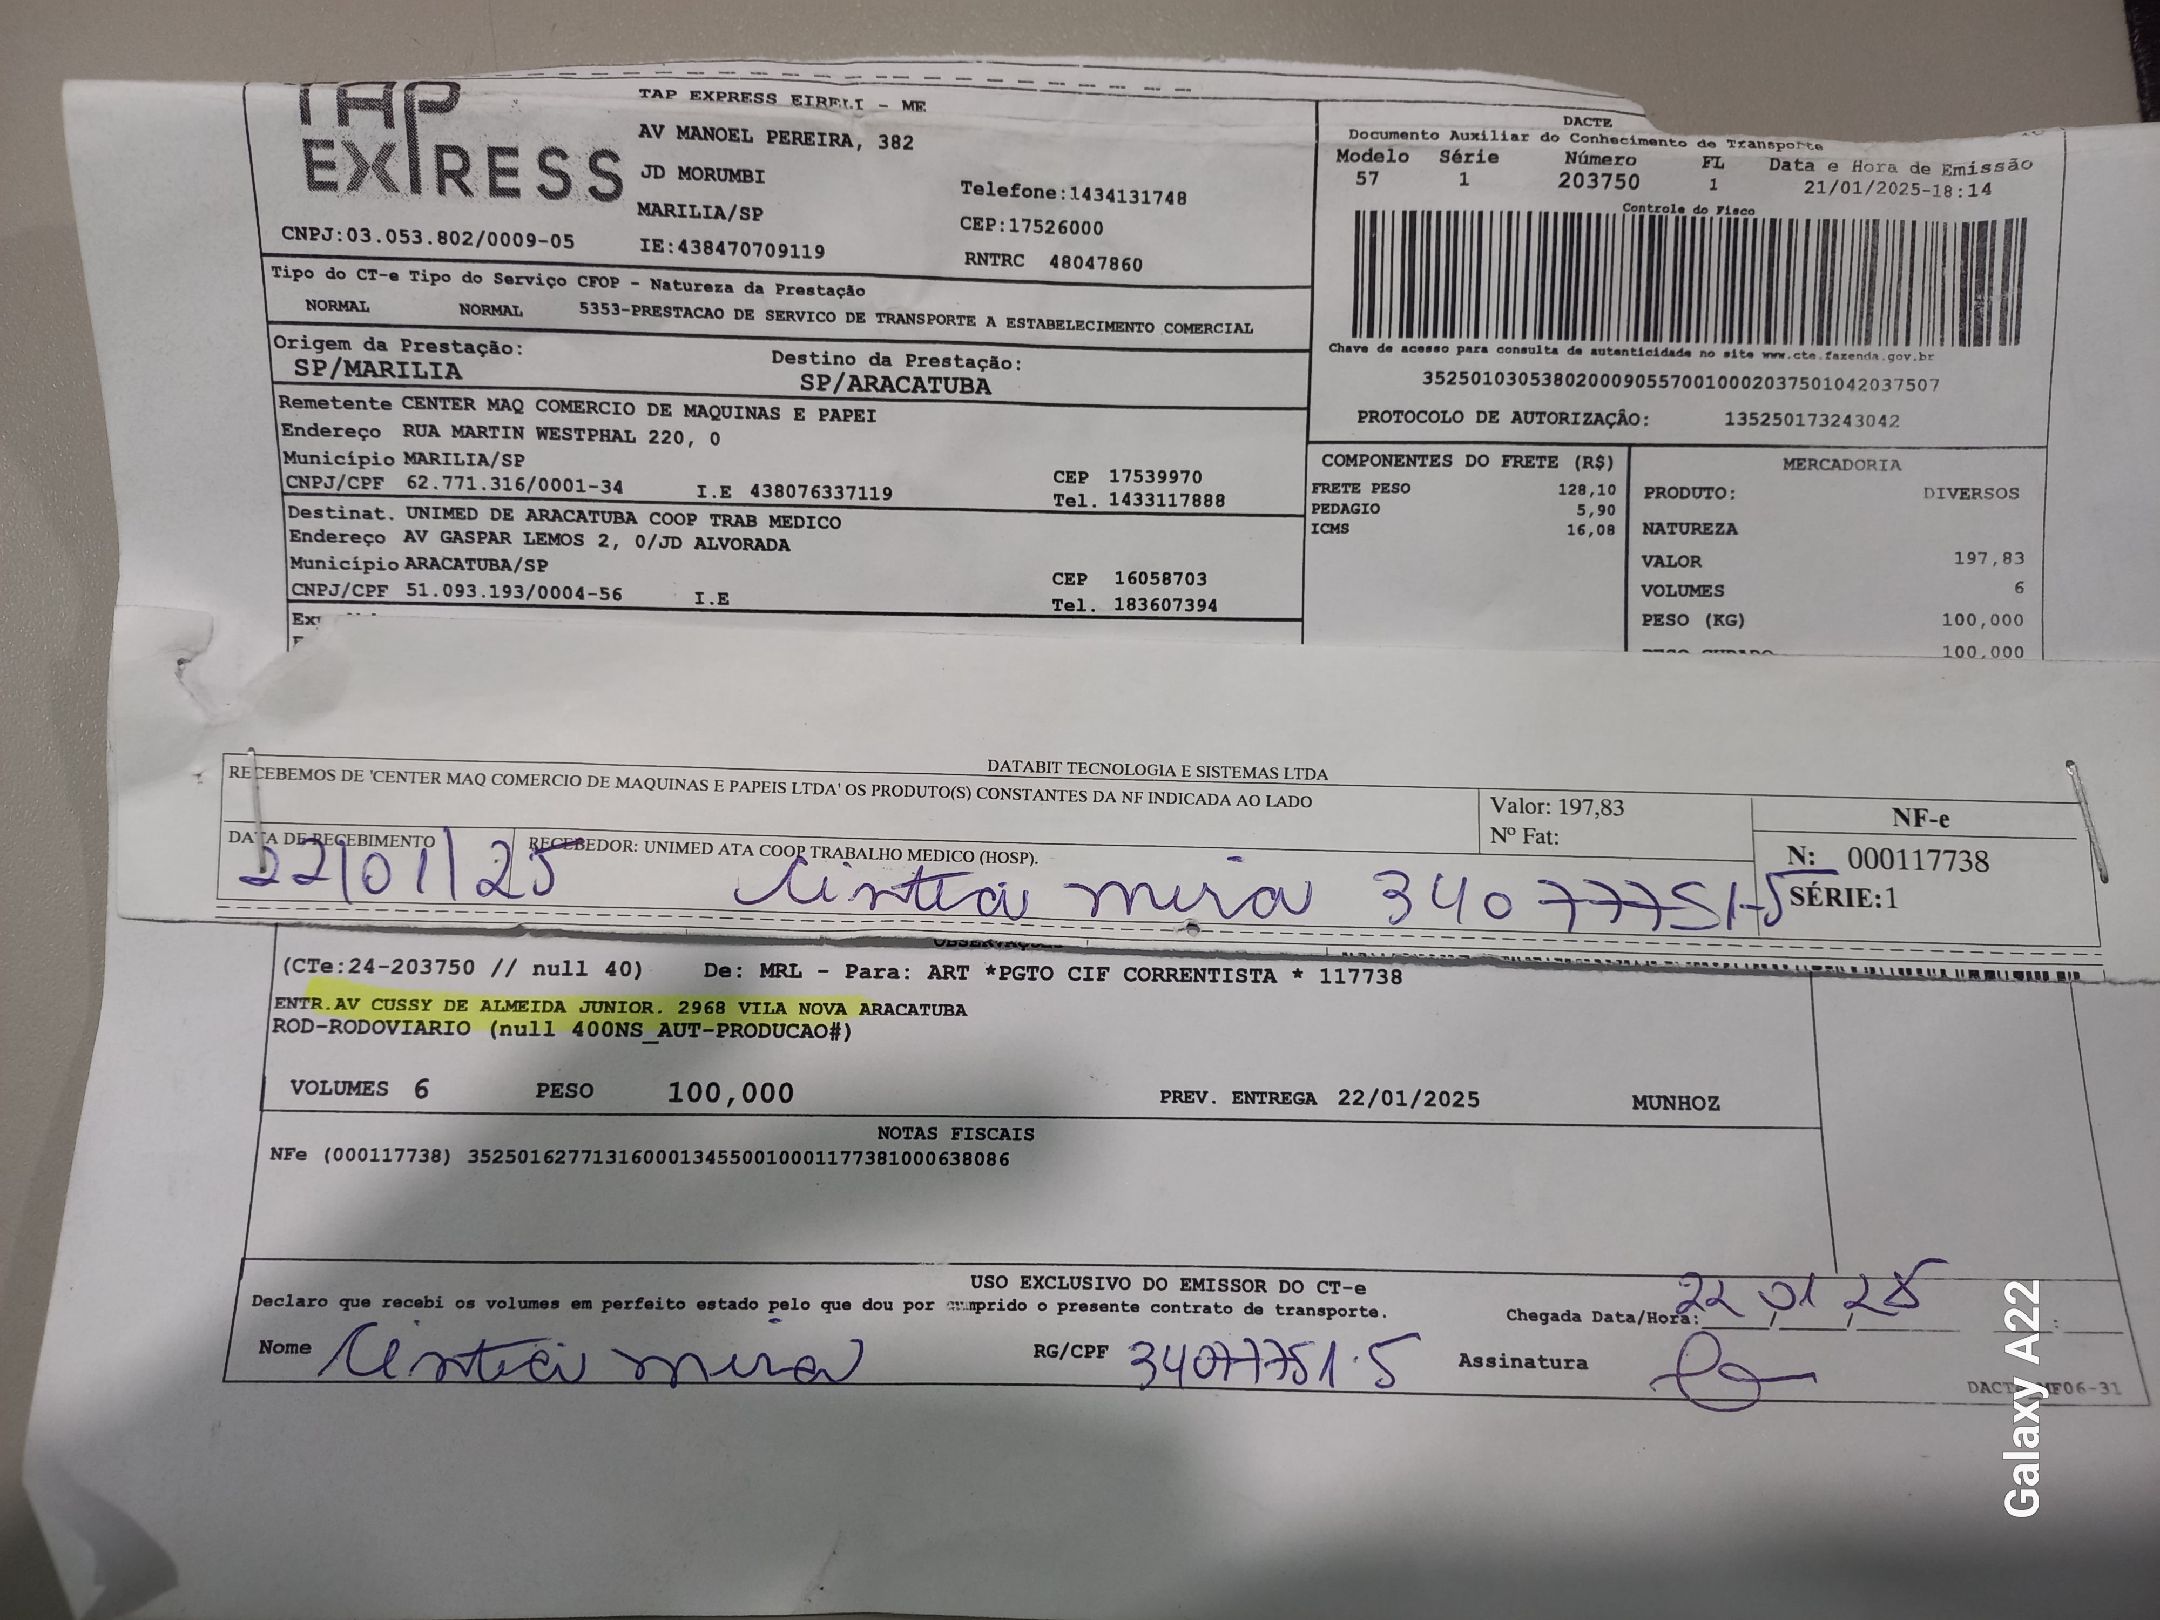 TAP EXPRESS
TAP EXPRESS EIRELI - ME
AV MANOEL PEREIRA, 382
JD MORUMBI
MARILIA/SP
Telefone:1434131748
CEP:17526000
CNPJ:03.053.802/0009-05
IE:438470709119
RNTRC 48047860
DACTE
Documento Auxiliar do Conhecimento de Transporte
Modelo Série Número FL Data e Hora de Emissão
57 1 203750 1 21/01/2025-18:14
Controle do Fisco
Chave de acesso para consulta de autenticidade no site www.cte.fazenda.gov.br
35250103053802000905570010002037501042037507
PROTOCOLO DE AUTORIZAÇÃO: 135250173243042
Tipo do CT-e Tipo do Serviço CFOP - Natureza da Prestação
NORMAL NORMAL 5353-PRESTACAO DE SERVICO DE TRANSPORTE A ESTABELECIMENTO COMERCIAL
Origem da Prestação: Destino da Prestação:
SP/MARILIA SP/ARACATUBA
Remetente CENTER MAQ COMERCIO DE MAQUINAS E PAPEI
Endereço RUA MARTIN WESTPHAL 220, 0
Município MARILIA/SP CEP 17539970
CNPJ/CPF 62.771.316/0001-34 I.E 438076337119 Tel. 1433117888
Destinat. UNIMED DE ARACATUBA COOP TRAB MEDICO
Endereço AV GASPAR LEMOS 2, 0/JD ALVORADA
Município ARACATUBA/SP CEP 16058703
CNPJ/CPF 51.093.193/0004-56 I.E Tel. 183607394
COMPONENTES DO FRETE (R$)
FRETE PESO 128,10
PEDAGIO 5,90
ICMS 16,08
MERCADORIA
PRODUTO: DIVERSOS
NATUREZA
VALOR 197,83
VOLUMES 6
PESO (KG) 100,000
100,000
DATABIT TECNOLOGIA E SISTEMAS LTDA
RECEBEMOS DE 'CENTER MAQ COMERCIO DE MAQUINAS E PAPEIS LTDA' OS PRODUTO(S) CONSTANTES DA NF INDICADA AO LADO
Valor: 197,83
Nº Fat:
NF-e
N: 000117738
SÉRIE:1
DATA DE RECEBIMENTO RECEBEDOR: UNIMED ATA COOP TRABALHO MEDICO (HOSP).
22/01/25 Cintia Mira 34077751-5
OBSERVAÇÕES
(CTe:24-203750 // null 40) De: MRL - Para: ART *PGTO CIF CORRENTISTA * 117738
ENTR.AV CUSSY DE ALMEIDA JUNIOR. 2968 VILA NOVA ARACATUBA
ROD-RODOVIARIO (null 400NS_AUT-PRODUCAO#)
VOLUMES 6 PESO 100,000 PREV. ENTREGA 22/01/2025 MUNHOZ
NOTAS FISCAIS
NFe (000117738) 35250162771316000134550010001177381000638086
USO EXCLUSIVO DO EMISSOR DO CT-e
Declaro que recebi os volumes em perfeito estado pelo que dou por cumprido o presente contrato de transporte.
Chegada Data/Hora: 22/01/25 :
Nome Cintia Mira RG/CPF 34077751.5 Assinatura
Galaxy A22